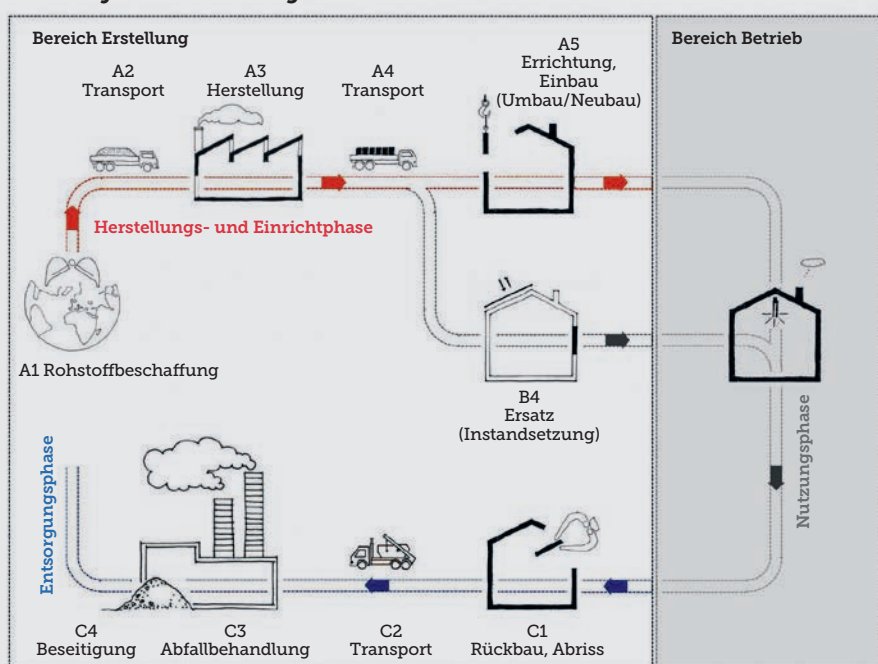 Bereich Erstellung
Bereich Betrieb
A2
Transport
A3
Herstellung
A4
Transport
A5
Errichtung,
Einbau
(Umbau/Neubau)
Herstellungs- und Einrichtphase
A1 Rohstoffbeschaffung
B4
Ersatz
(Instandsetzung)
Nutzungsphase
Entsorgungsphase
C4
Beseitigung
C3
Abfallbehandlung
C2
Transport
C1
Rückbau, Abriss